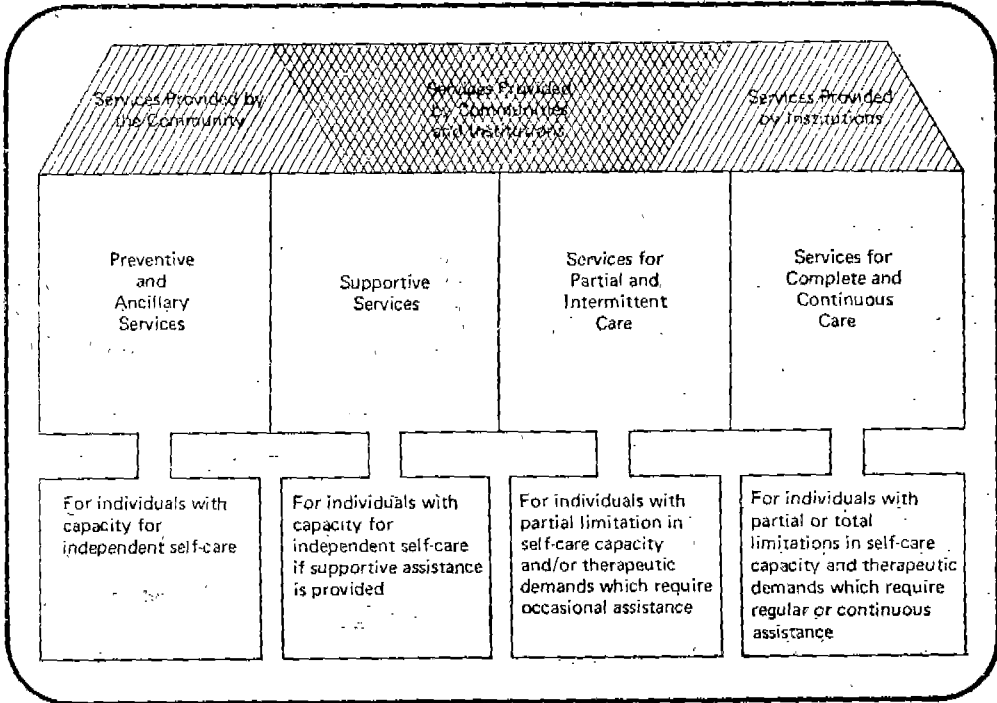 Services Provided by
the Community
Services Provided
by Communities
and Institutions
Services Provided
by Institutions
Preventive
and
Ancillary
Services
Supportive
Services
Services for
Partial and
Intermittent
Care
Services for
Complete and
Continuous
Care
For individuals with
capacity for
independent self-care
For individuals with
capacity for
independent self-care
if supportive assistance
is provided
For individuals with
partial limitation in
self-care capacity
and/or therapeutic
demands which require
occasional assistance
For individuals with
partial or total
limitations in self-care
capacity and therapeutic
demands which require
regular or continuous
assistance